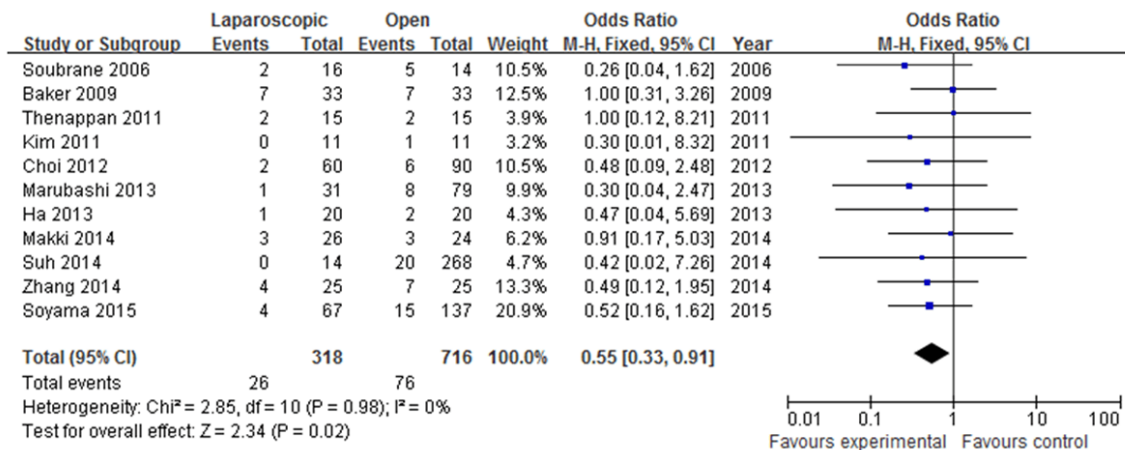 Laparoscopic Open Odds Ratio Odds Ratio
Study or Subgroup Events Total Events Total Weight M-H, Fixed, 95% CI Year M-H, Fixed, 95% CI
Soubrane 2006 2 16 5 14 10.5% 0.26 [0.04, 1.62] 2006
Baker 2009 7 33 7 33 12.5% 1.00 [0.31, 3.26] 2009
Thenappan 2011 2 15 2 15 3.9% 1.00 [0.12, 8.21] 2011
Kim 2011 0 11 1 11 3.2% 0.30 [0.01, 8.32] 2011
Choi 2012 2 60 6 90 10.5% 0.48 [0.09, 2.48] 2012
Marubashi 2013 1 31 8 79 9.9% 0.30 [0.04, 2.47] 2013
Ha 2013 1 20 2 20 4.3% 0.47 [0.04, 5.69] 2013
Makki 2014 3 26 3 24 6.2% 0.91 [0.17, 5.03] 2014
Suh 2014 0 14 20 268 4.7% 0.42 [0.02, 7.26] 2014
Zhang 2014 4 25 7 25 13.3% 0.49 [0.12, 1.95] 2014
Soyama 2015 4 67 15 137 20.9% 0.52 [0.16, 1.62] 2015
Total (95% CI) 318 716 100.0% 0.55 [0.33, 0.91]
Total events 26 76
Heterogeneity: Chi² = 2.85, df = 10 (P = 0.98); I² = 0%
Test for overall effect: Z = 2.34 (P = 0.02)
0.01 0.1 1 10 100
Favours experimental Favours control